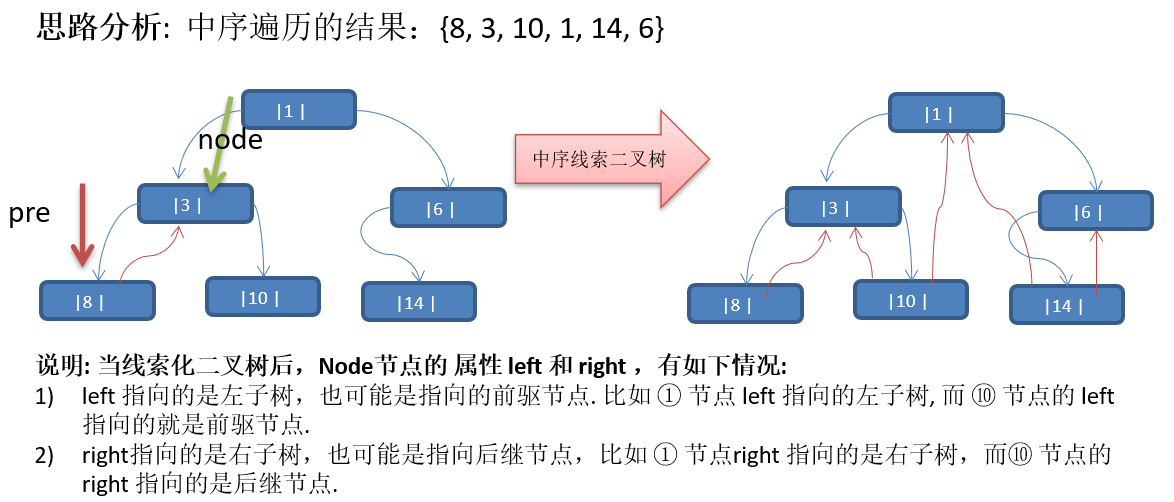 思路分析: 中序遍历的结果：{8, 3, 10, 1, 14, 6}
|1 |
|1 |
node
中序线索二叉树
pre
|3 |
|6 |
|3 |
|6 |
|8 |
|10 |
|14 |
|8 |
|10 |
|14 |
说明: 当线索化二叉树后，Node节点的 属性 left 和 right ，有如下情况:
1) left 指向的是左子树，也可能是指向的前驱节点. 比如 ① 节点 left 指向的左子树, 而 ⑩ 节点的 left
指向的就是前驱节点.
2) right指向的是右子树，也可能是指向后继节点，比如 ① 节点right 指向的是右子树，而⑩ 节点的
right 指向的是后继节点.